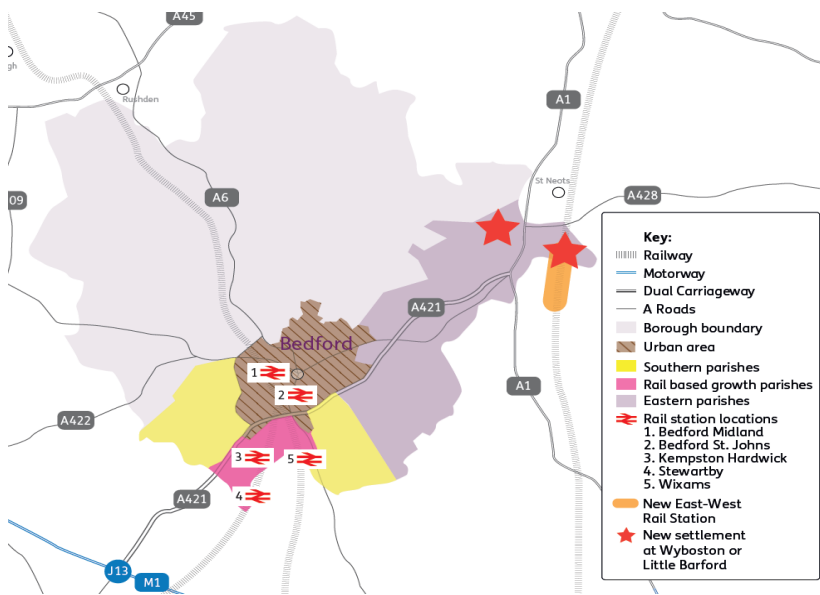 A45
gh
Rushden
A1
St Neots
A428
09
A6
A421
Bedford
1
2
A1
A422
3
5
4
A421
J13
M1
Key:
Railway
Motorway
Dual Carriageway
A Roads
Borough boundary
Urban area
Southern parishes
Rail based growth parishes
Eastern parishes
Rail station locations
1. Bedford Midland
2. Bedford St. Johns
3. Kempston Hardwick
4. Stewartby
5. Wixams
New East-West
Rail Station
New settlement
at Wyboston or
Little Barford